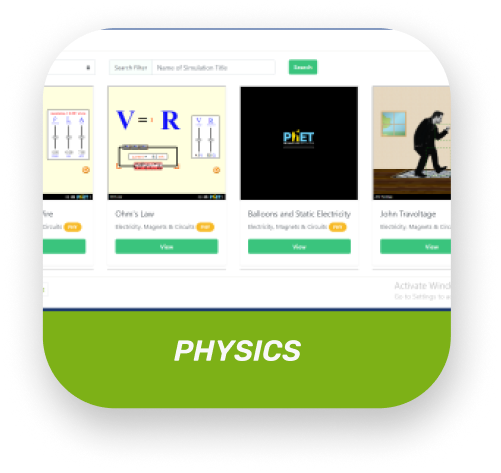 Search Filter Name of Simulation Title Search
V = I R
PhET
Ohm's Law
Balloons and Static Electricity
John Travoltage
Electricity, Magnets & Circuits
Electricity, Magnets & Circuits
Electricity, Magnets & Circuits
View
View
View
Activate Wind
Go to Settings to a
PHYSICS